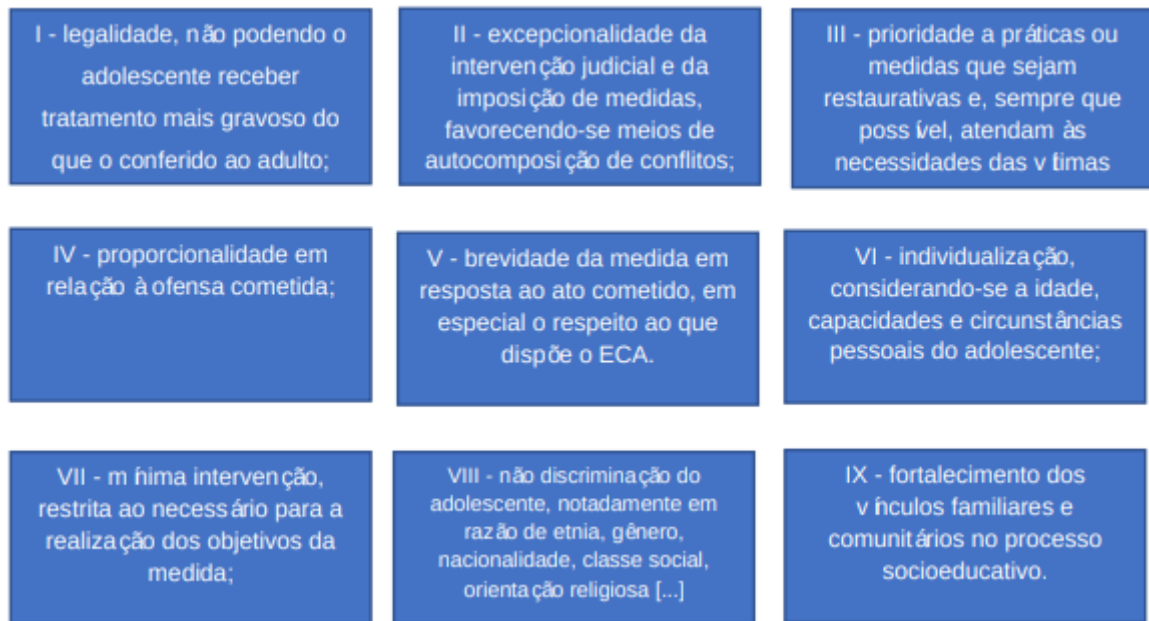 I - legalidade, não podendo o
adolescente receber
tratamento mais gravoso do
que o conferido ao adulto;
II - excepcionalidade da
intervenção judicial e da
imposição de medidas,
favorecendo-se meios de
autocomposição de conflitos;
III - prioridade a práticas ou
medidas que sejam
restaurativas e, sempre que
possível, atendam às
necessidades das vítimas
IV - proporcionalidade em
relação à ofensa cometida;
V - brevidade da medida em
resposta ao ato cometido, em
especial o respeito ao que
dispõe o ECA.
VI - individualização,
considerando-se a idade,
capacidades e circunstâncias
pessoais do adolescente;
VII - mínima intervenção,
restrita ao necessário para a
realização dos objetivos da
medida;
VIII - não discriminação do
adolescente, notadamente em
razão de etnia, gênero,
nacionalidade, classe social,
orientação religiosa [...]
IX - fortalecimento dos
vínculos familiares e
comunitários no processo
socioeducativo.